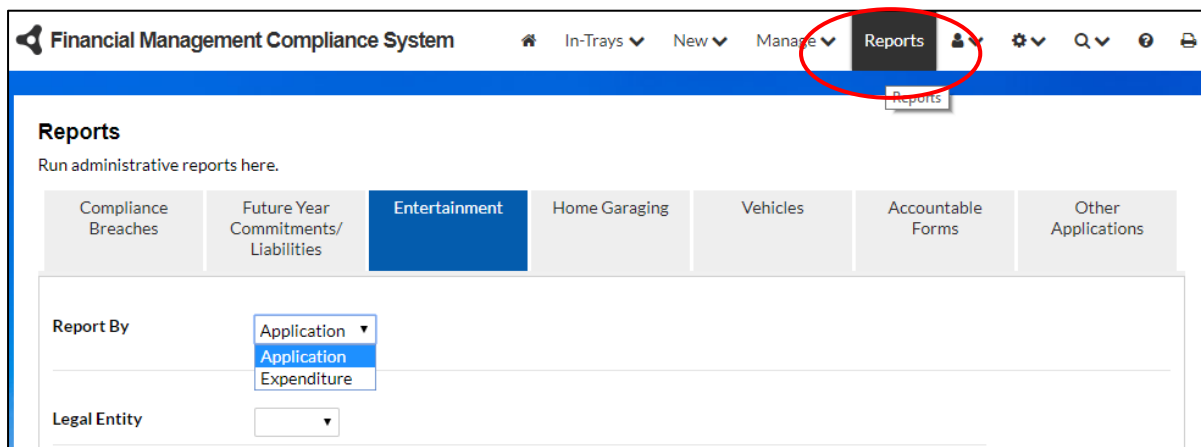 Financial Management Compliance System In-Trays New Manage Reports
Reports
Reports
Run administrative reports here.
Compliance Breaches
Future Year Commitments/ Liabilities
Entertainment
Home Garaging
Vehicles
Accountable Forms
Other Applications
Report By
Application
Application
Expenditure
Legal Entity